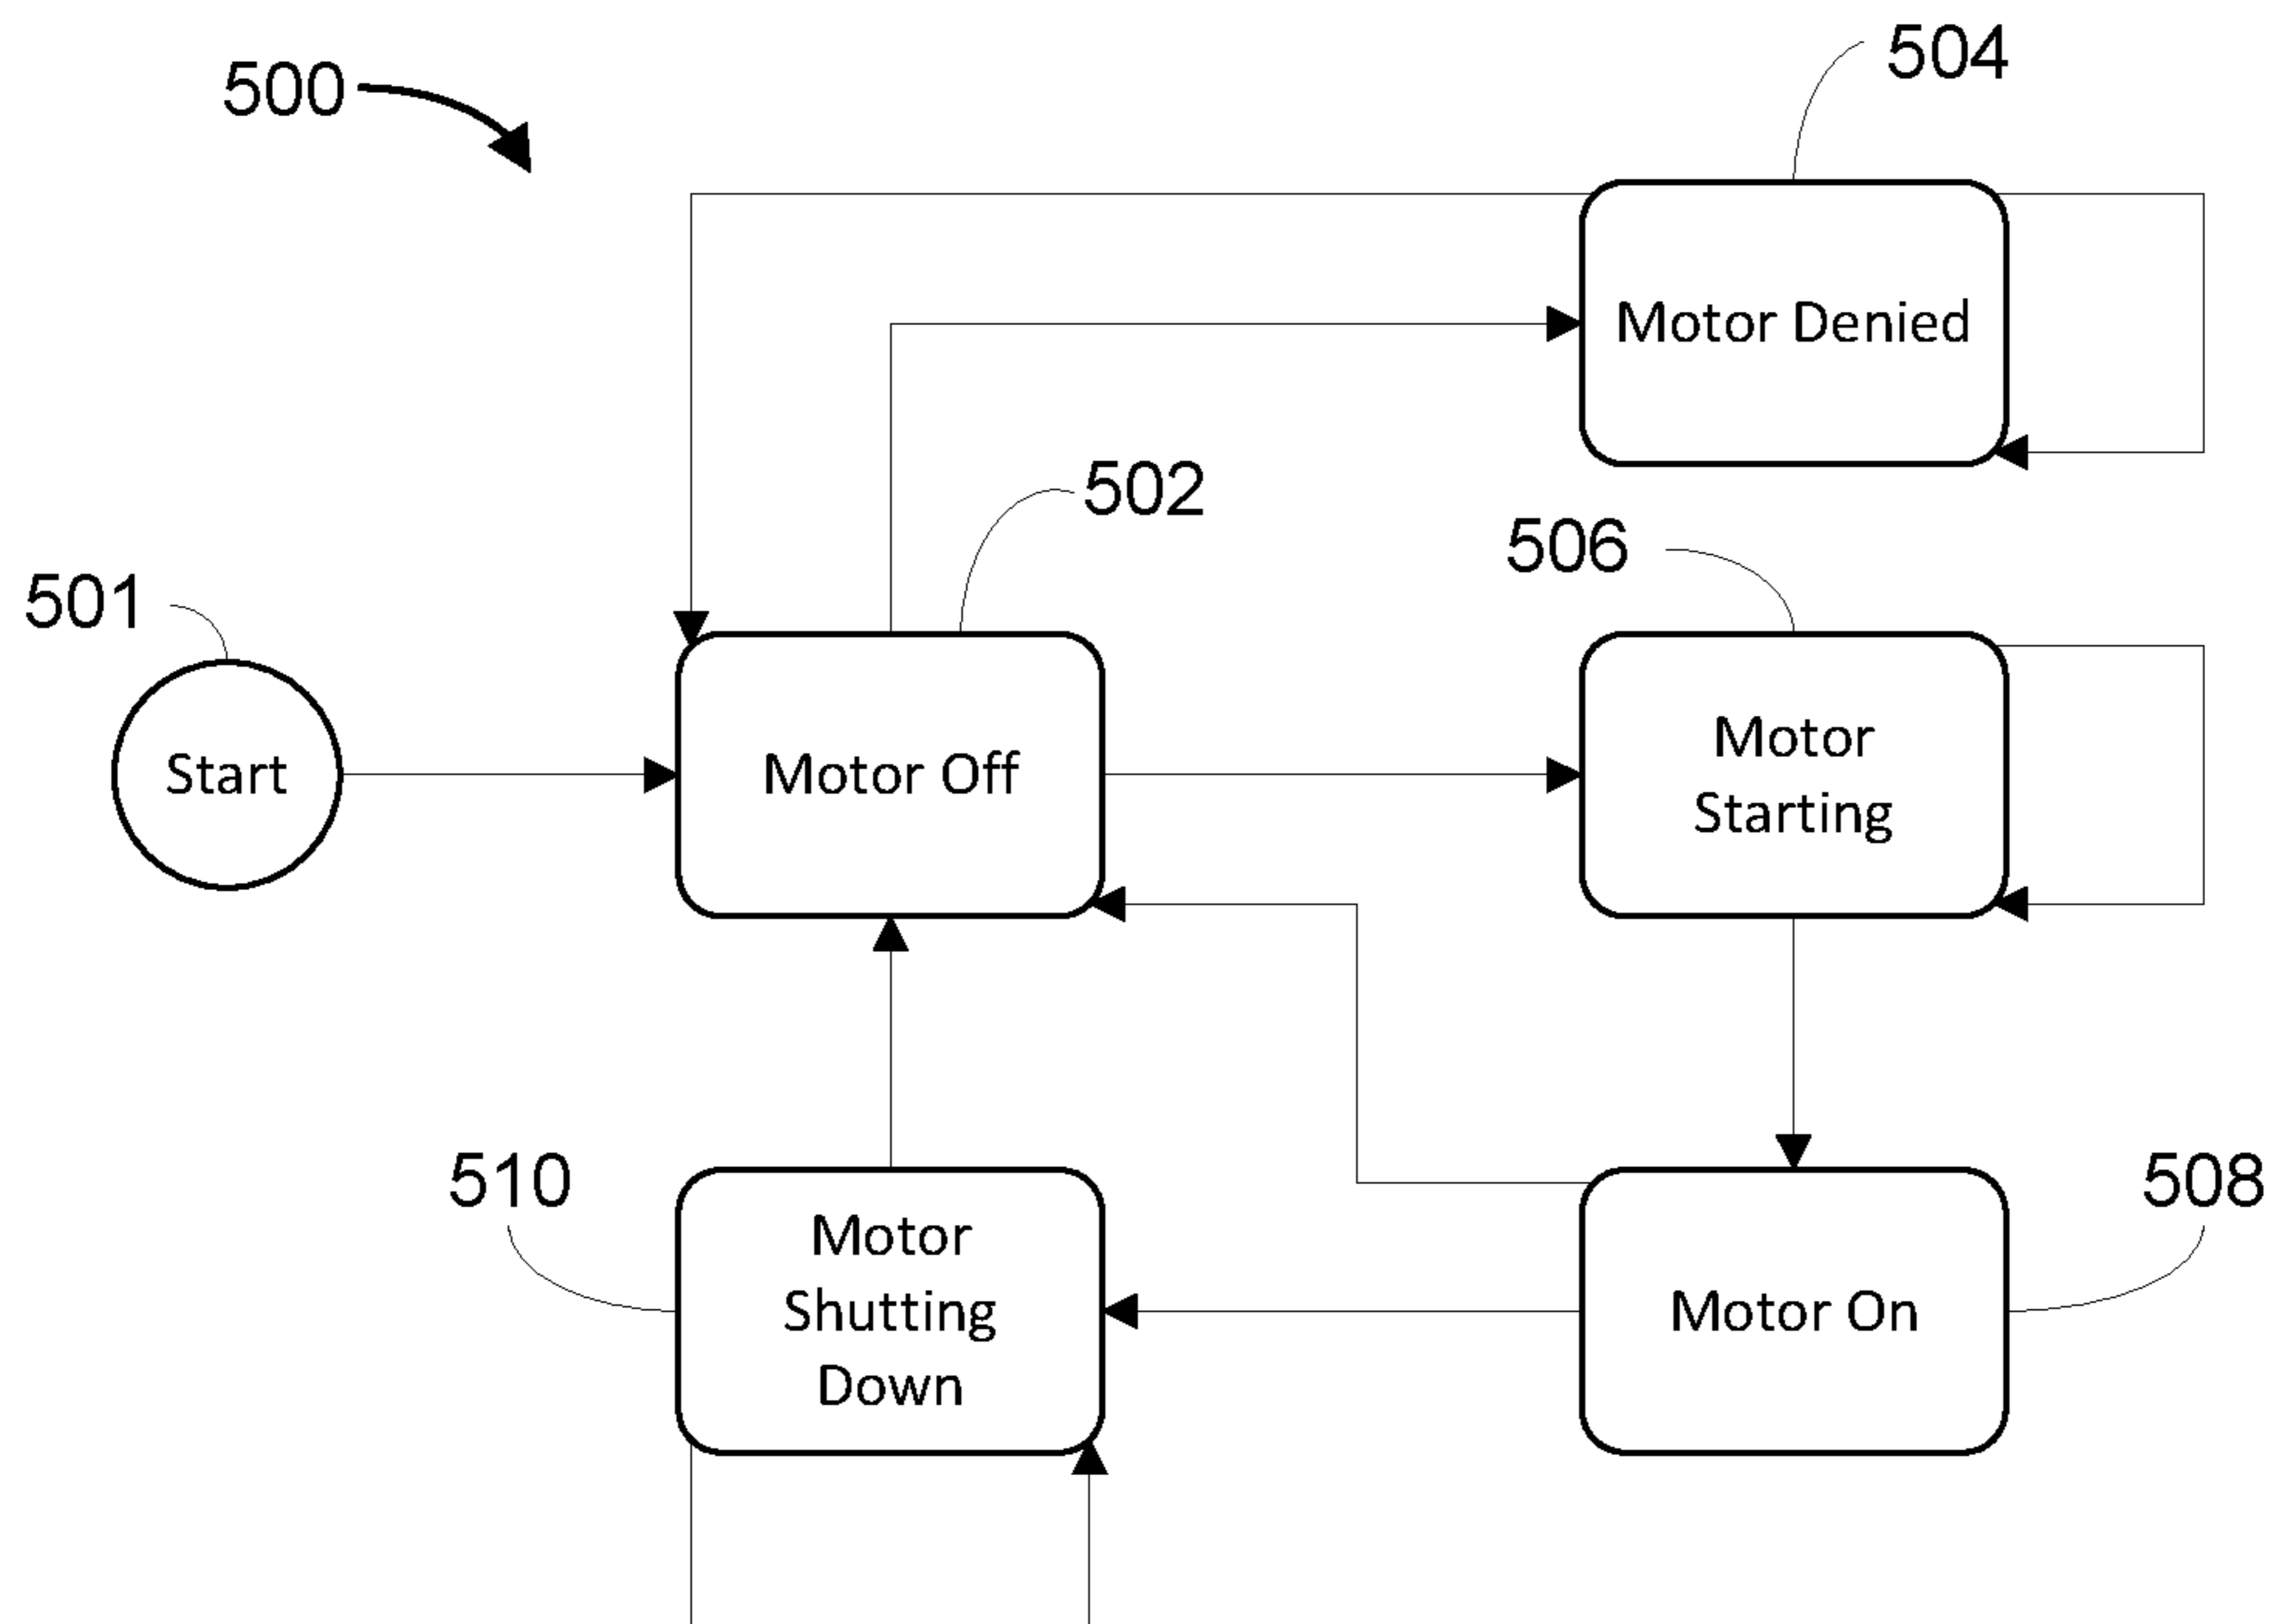 500
504
Motor Denied
502
506
501
Start
Motor Off
Motor
Starting
510
508
Motor
Shutting
Down
Motor On